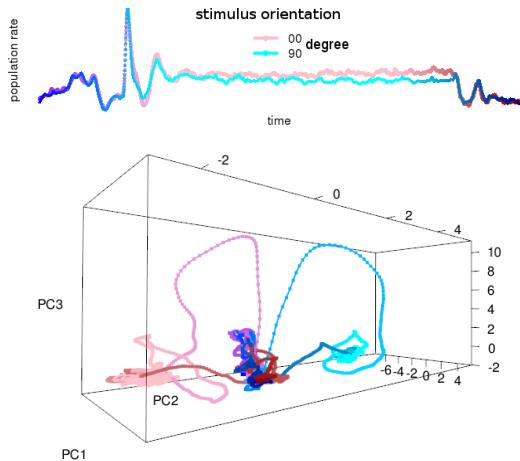 stimulus orientation
population rate
00
90
degree
time
-2
0
2
4
PC3
10
8
6
4
2
0
-2
-6 -4 -2 0 2 4
PC2
PC1